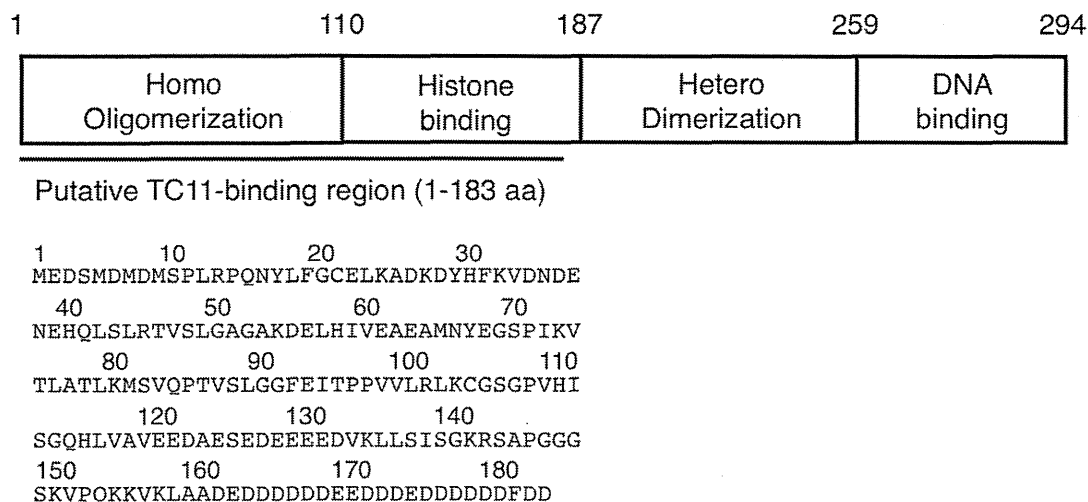 1 110 187 259 294
Homo Oligomerization
Histone binding
Hetero Dimerization
DNA binding
Putative TC11-binding region (1-183 aa)
1 10 20 30
MEDSMDMDMSPLRPQNYLFGCELKADKDYHFKVDNDE
40 50 60 70
NEHQLSLRTVSLGAGAKDELHIVEAEAMNYEGSPIKV
80 90 100 110
TLATLKMSVQPTVSLGGFEITPPVVLRLKCGSGPVHI
120 130 140
SGQHLVAVEEDAESEDEEEEDVKLLSISGKRSAPGGG
150 160 170 180
SKVPOKKVKLAADEDDDDDDEEDDDEDDDDDDFDD